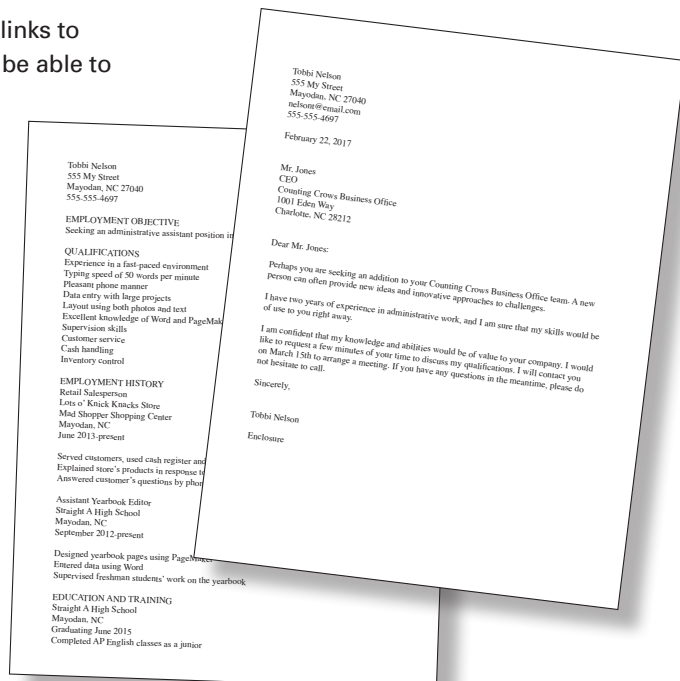 links to
be able to
Tobbi Nelson
555 My Street
Mayodan, NC 27040
nelsont@email.com
555-555-4697
February 22, 2017
Mr. Jones
CEO
Counting Crows Business Office
1001 Eden Way
Charlotte, NC 28212
Dear Mr. Jones:
Perhaps you are seeking an addition to your Counting Crows Business Office team. A new
person can often provide new ideas and innovative approaches to challenges.
I have two years of experience in administrative work, and I am sure that my skills would be
of use to you right away.
I am confident that my knowledge and abilities would be of value to your company. I would
like to request a few minutes of your time to discuss my qualifications. I will contact you
on March 15th to arrange a meeting. If you have any questions in the meantime, please do
not hesitate to call.
Sincerely,
Tobbi Nelson
Enclosure
Tobbi Nelson
555 My Street
Mayodan, NC 27040
555-555-4697
EMPLOYMENT OBJECTIVE
Seeking an administrative assistant position in
QUALIFICATIONS
Experience in a fast-paced environment
Typing speed of 50 words per minute
Pleasant phone manner
Data entry with large projects
Layout using both photos and text
Excellent knowledge of Word and PageMak
Supervision skills
Customer service
Cash handling
Inventory control
EMPLOYMENT HISTORY
Retail Salesperson
Lots o' Knick Knacks Store
Mad Shopper Shopping Center
Mayodan, NC
June 2013-present
Served customers, used cash register and
Explained store's products in response to
Answered customer's questions by phon
Assistant Yearbook Editor
Straight A High School
Mayodan, NC
September 2012-present
Designed yearbook pages using PageMaker
Entered data using Word
Supervised freshman students' work on the yearbook
EDUCATION AND TRAINING
Straight A High School
Mayodan, NC
Graduating June 2015
Completed AP English classes as a junior